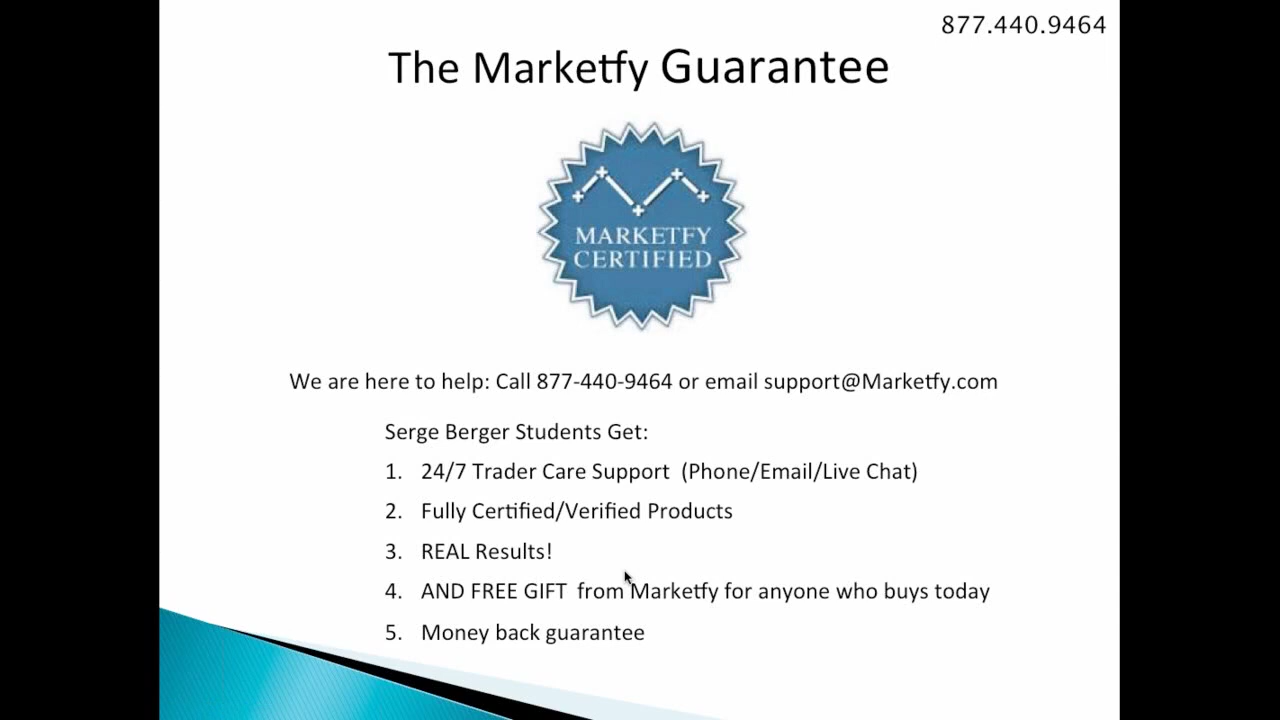 877.440.9464
The Marketfy Guarantee
MARKETFY
CERTIFIED
We are here to help: Call 877-440-9464 or email support@Marketfy.com
Serge Berger Students Get:
1. 24/7 Trader Care Support (Phone/Email/Live Chat)
2. Fully Certified/Verified Products
3. REAL Results!
4. AND FREE GIFT from Marketfy for anyone who buys today
5. Money back guarantee